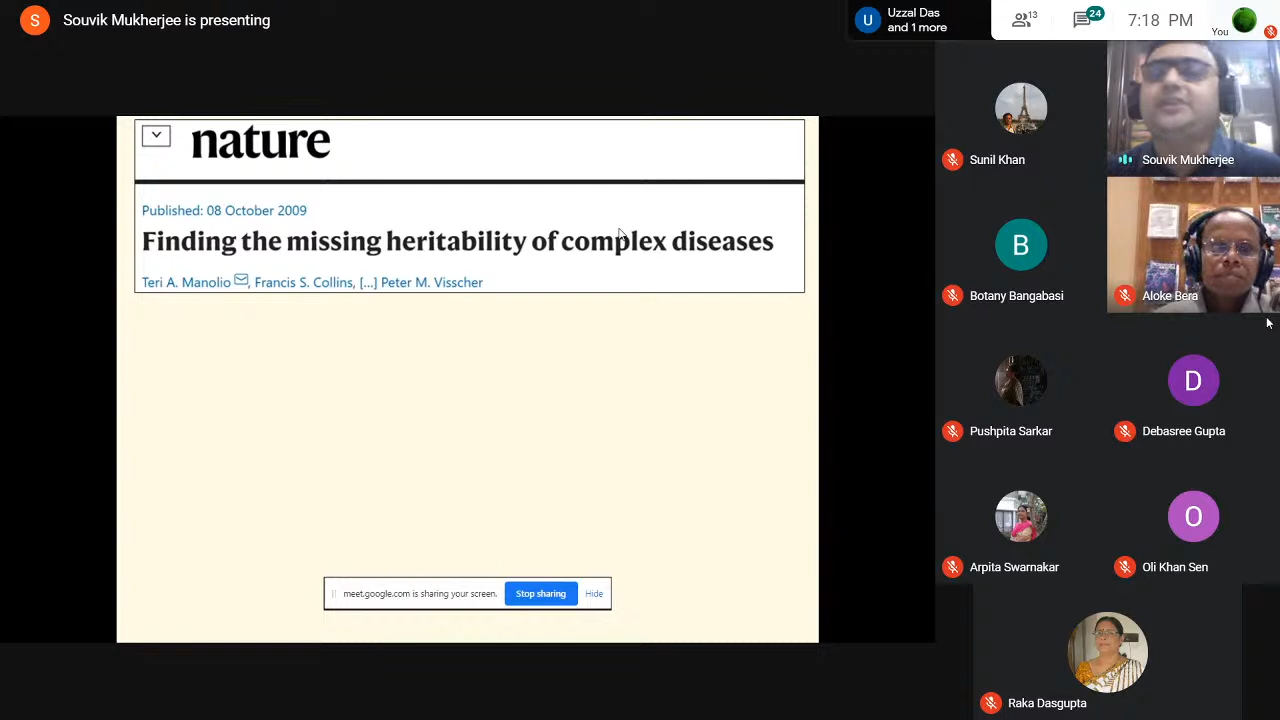 S
Souvik Mukherjee is presenting
U
Uzzal Das
and 1 more
13
24
7:18 PM
You
nature
Published: 08 October 2009
Finding the missing heritability of complex diseases
Teri A. Manolio, Francis S. Collins, [...] Peter M. Visscher
meet.google.com is sharing your screen.
Stop sharing
Hide
Sunil Khan
Souvik Mukherjee
B
Botany Bangabasi
Aloke Bera
Pushpita Sarkar
D
Debasree Gupta
Arpita Swarnakar
O
Oli Khan Sen
Raka Dasgupta